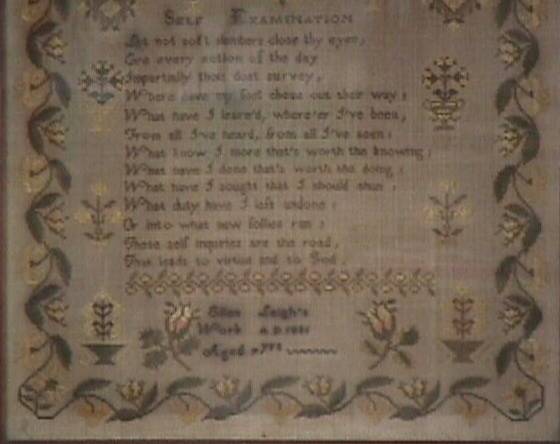 SELF EXAMINATION
Let not soft slumbers close thy eyes,
Ere every action of the day
Impartially thou dost survey,
Where have my feet chose out their way;
What have I learn'd, where'er I've been,
From all I've heard, from all I've seen;
What know I more that's worth the knowing;
What have I done that's worth the doing;
What have I sought that I should shun;
What duty have I left undone;
Or into what new follies run;
These self inquiries are the road,
That leads to virtue and to God.
Ellen Leigh's
Work A.D.
Aged yrs